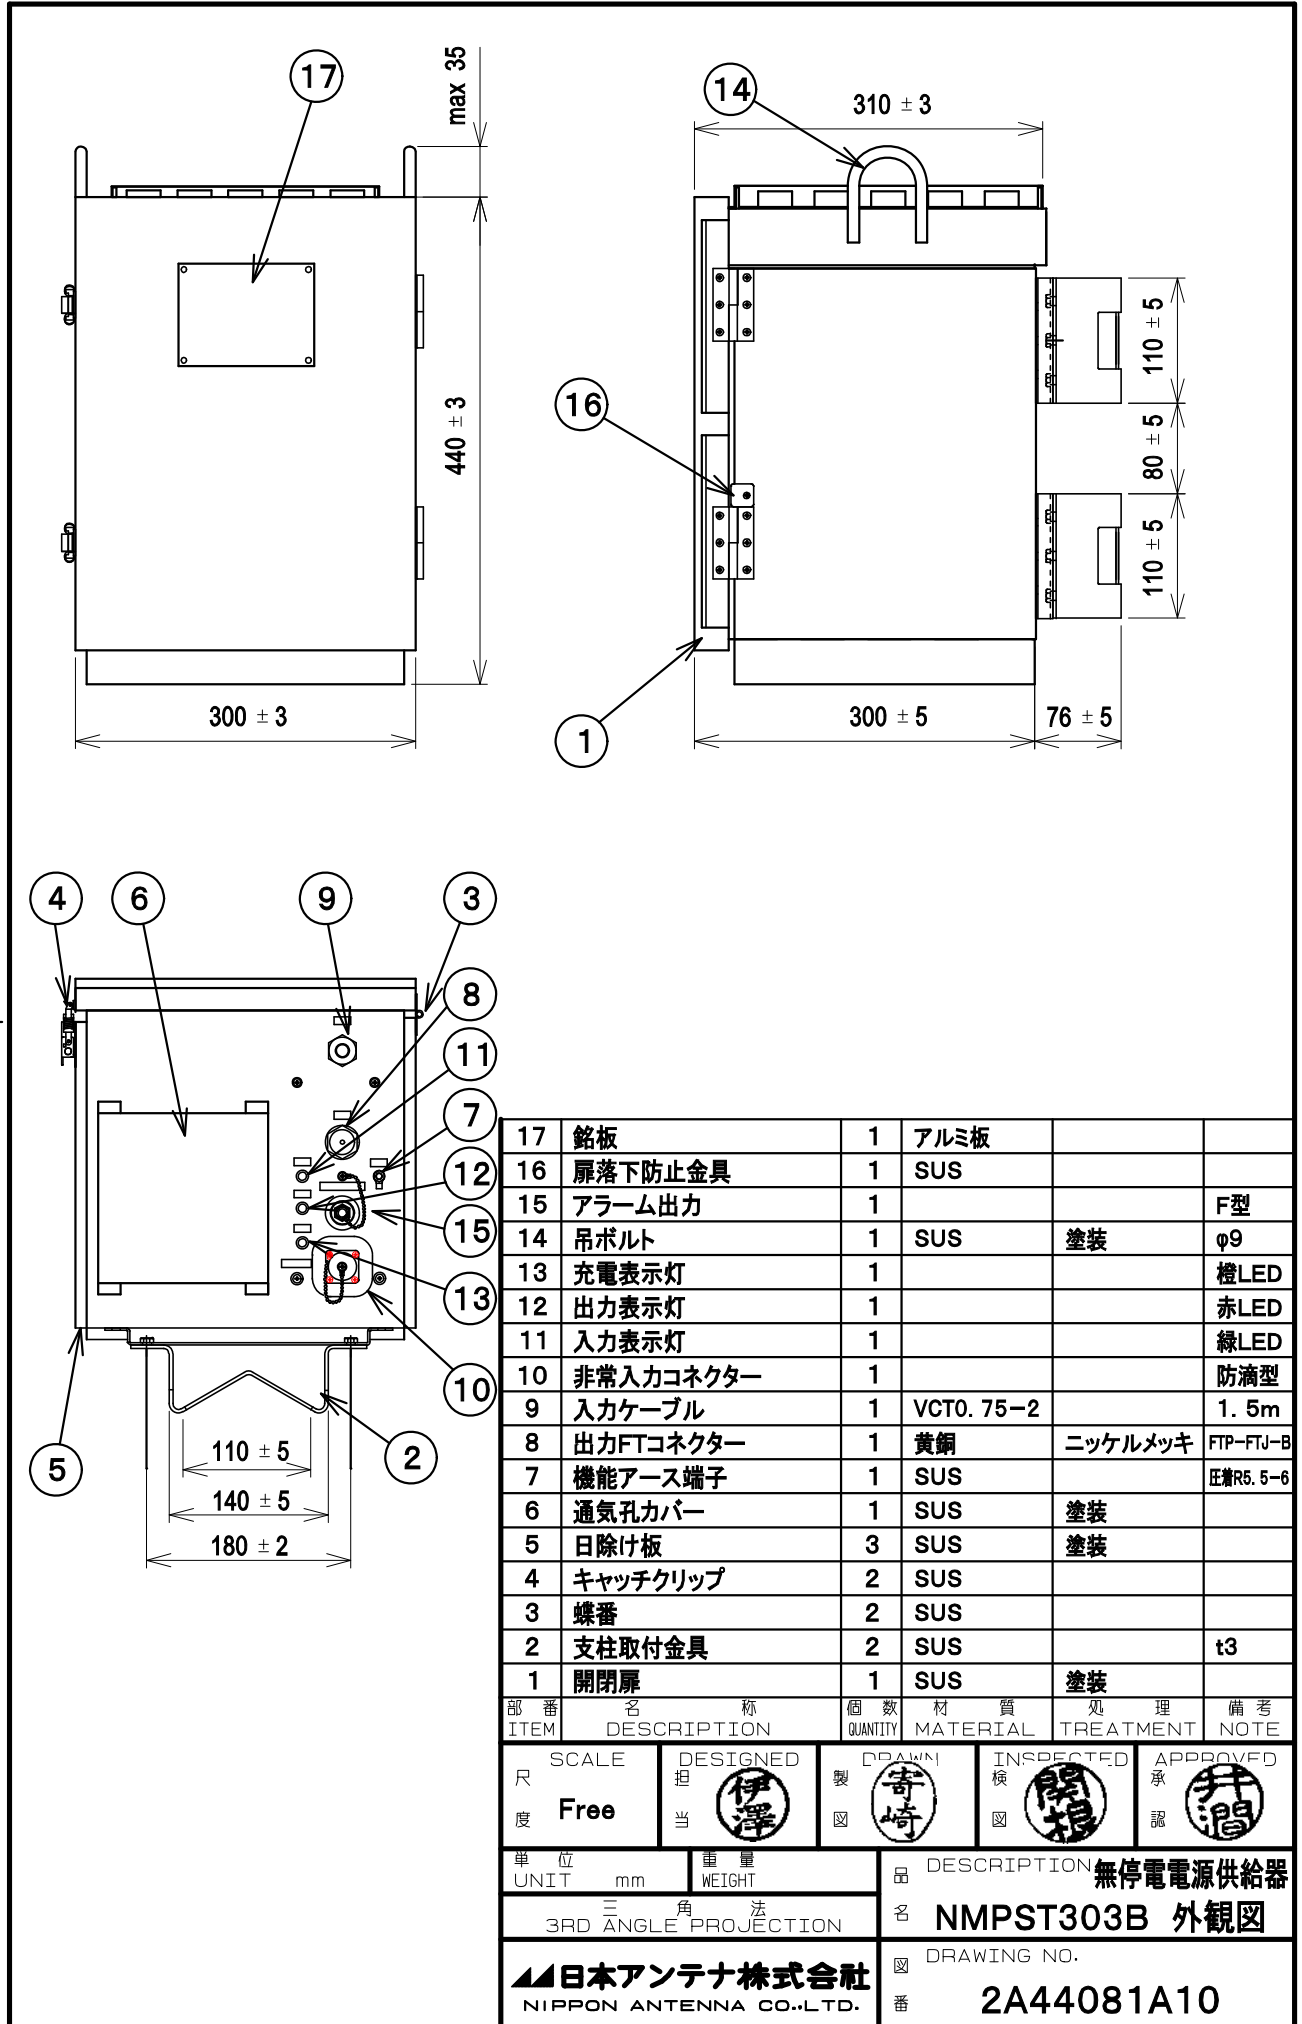 17
max 35
440 ± 3
300 ± 3
14
310 ± 3
16
1
110 ± 5
80 ± 5
110 ± 5
300 ± 5
76 ± 5
4
6
9
3
8
11
7
12
15
13
10
2
5
110 ± 5
140 ± 5
180 ± 2
17 銘板 1 アルミ板
16 扉落下防止金具 1 SUS
15 アラーム出力 1 F型
14 吊ボルト 1 SUS 塗装 φ9
13 充電表示灯 1 橙LED
12 出力表示灯 1 赤LED
11 入力表示灯 1 緑LED
10 非常入力コネクター 1 防滴型
9 入力ケーブル 1 VCT0.75-2 1.5m
8 出力FTコネクター 1 黄銅 ニッケルメッキ FTP-FTJ-B
7 機能アース端子 1 SUS 圧着R5.5-6
6 通気孔カバー 1 SUS 塗装
5 日除け板 3 SUS 塗装
4 キャッチクリップ 2 SUS
3 蝶番 2 SUS
2 支柱取付金具 2 SUS t3
1 開閉扉 1 SUS 塗装
部番 名称 個数 材質 処理 備考
ITEM DESCRIPTION QUANTITY MATERIAL TREATMENT NOTE
SCALE
尺度
Free
DESIGNED
担当
伊澤
DRAWN
製図
寄崎
INSPECTED
検図
関根
APPROVED
承認
井澗
単位
UNIT mm
重量
WEIGHT
三角法
3RD ANGLE PROJECTION
品名
DESCRIPTION 無停電電源供給器
NMPST303B 外観図
日本アンテナ株式会社
NIPPON ANTENNA CO.,LTD.
図番
DRAWING NO.
2A44081A10